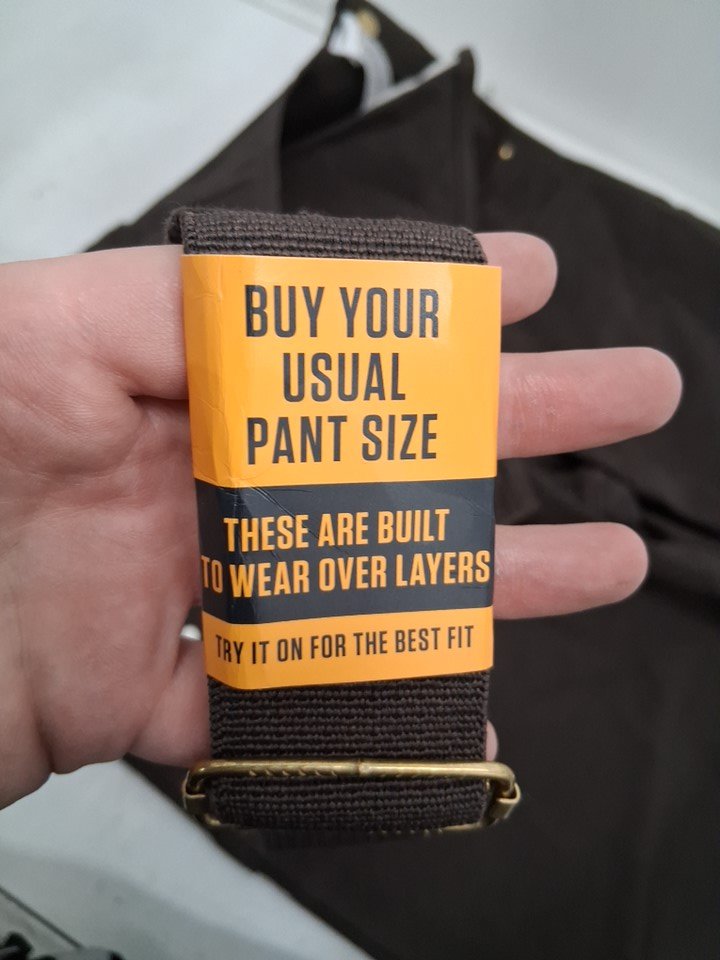 BUY YOUR
USUAL
PANT SIZE
THESE ARE BUILT
TO WEAR OVER LAYERS
TRY IT ON FOR THE BEST FIT